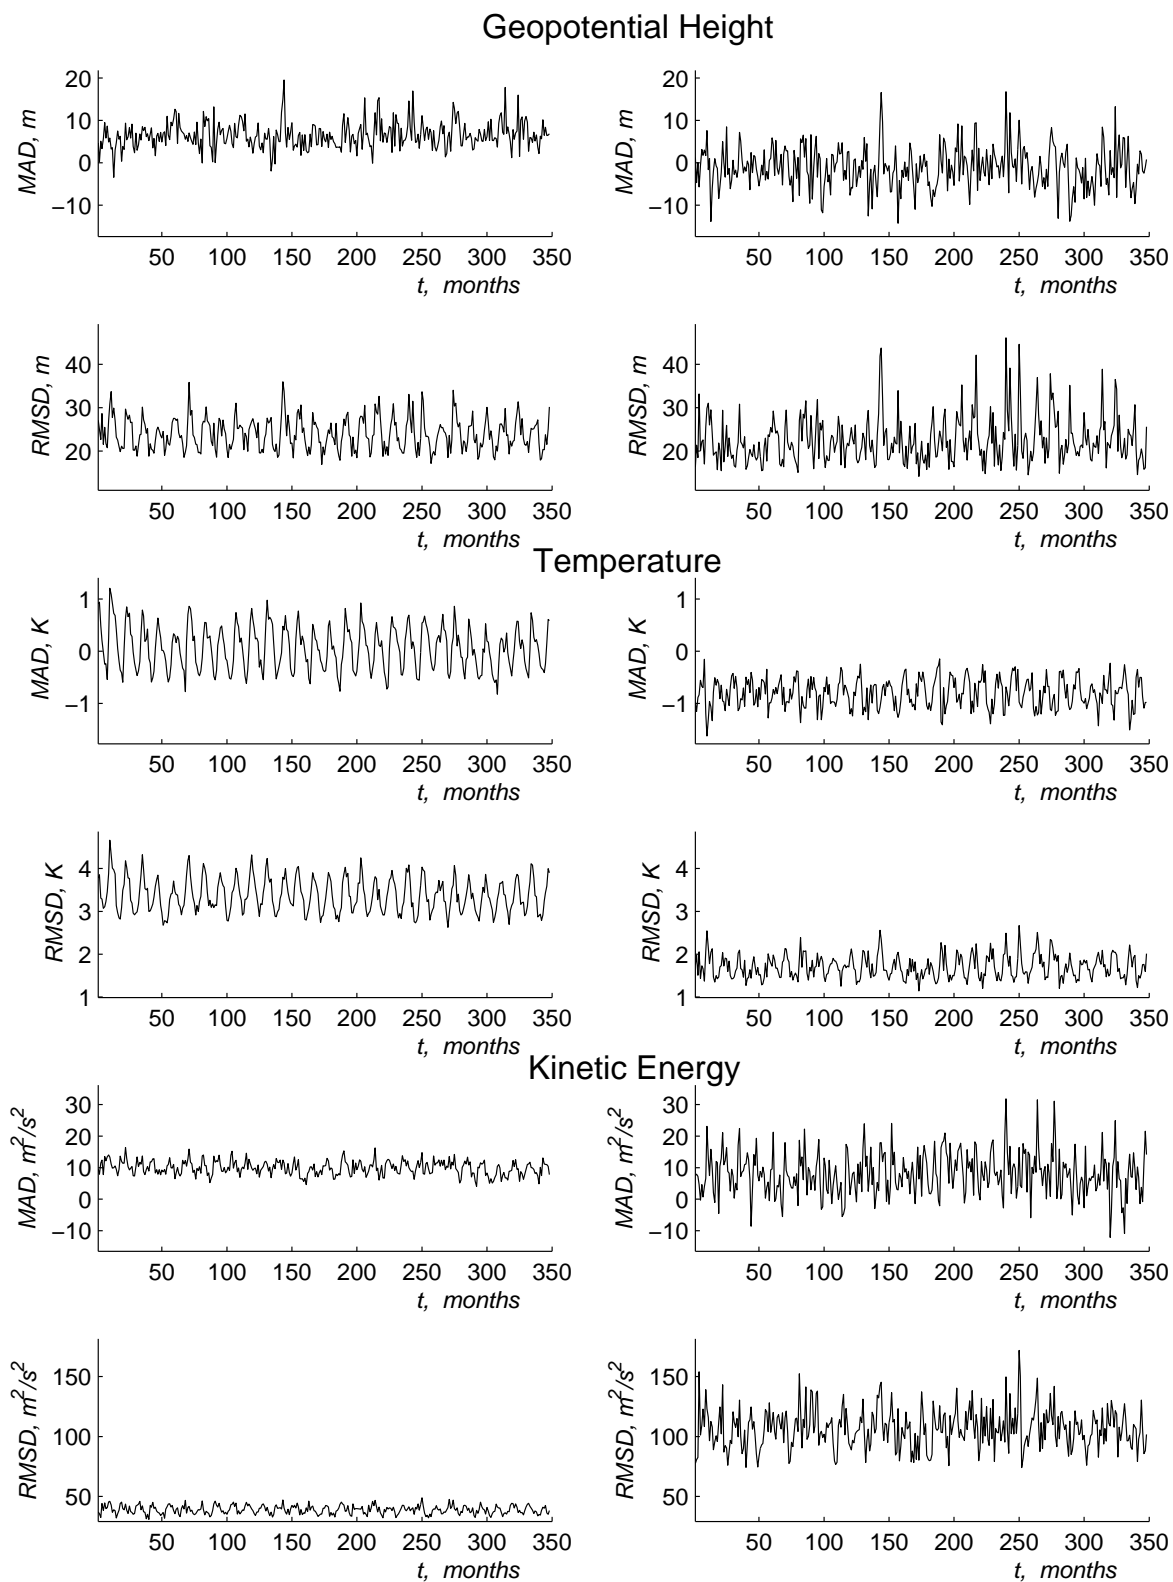 Geopotential Height
20
10
0
−10
MAD, m
50 100 150 200 250 300 350
t, months
20
10
0
−10
MAD, m
50 100 150 200 250 300 350
t, months
40
30
20
RMSD, m
50 100 150 200 250 300 350
t, months
40
30
20
RMSD, m
50 100 150 200 250 300 350
t, months
Temperature
1
0
−1
MAD, K
50 100 150 200 250 300 350
t, months
1
0
−1
MAD, K
50 100 150 200 250 300 350
t, months
4
3
2
1
RMSD, K
50 100 150 200 250 300 350
t, months
4
3
2
1
RMSD, K
50 100 150 200 250 300 350
t, months
Kinetic Energy
30
20
10
0
−10
MAD, m²/s²
50 100 150 200 250 300 350
t, months
30
20
10
0
−10
MAD, m²/s²
50 100 150 200 250 300 350
t, months
150
100
50
RMSD, m²/s²
50 100 150 200 250 300 350
t, months
150
100
50
RMSD, m²/s²
50 100 150 200 250 300 350
t, months